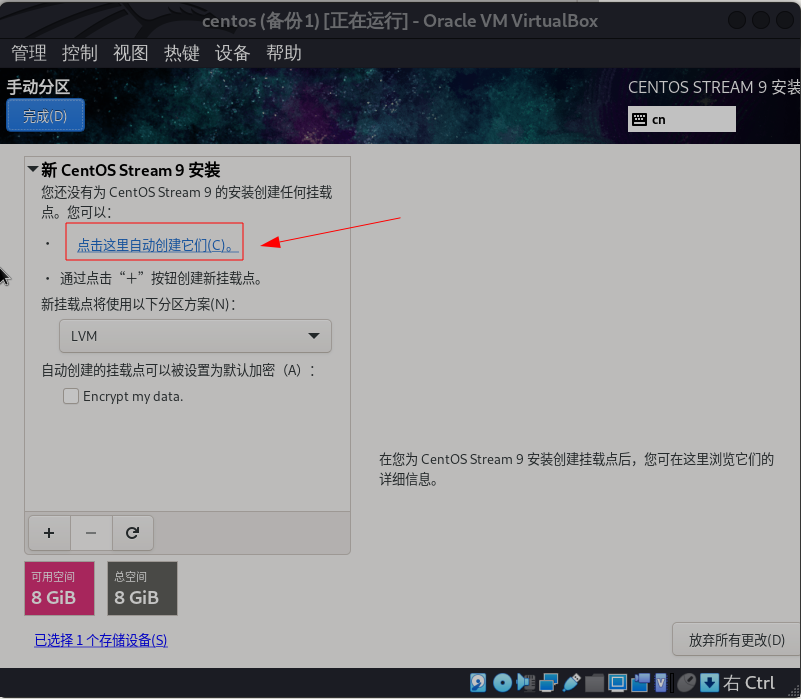 centos (备份 1) [正在运行] - Oracle VM VirtualBox
管理 控制 视图 热键 设备 帮助
手动分区
CENTOS STREAM 9 安装
完成(D)
cn
新 CentOS Stream 9 安装
您还没有为 CentOS Stream 9 的安装创建任何挂载
点。您可以：
• 点击这里自动创建它们(C)。
• 通过点击“＋”按钮创建新挂载点。
新挂载点将使用以下分区方案(N)：
LVM
自动创建的挂载点可以被设置为默认加密（A）：
Encrypt my data.
在您为 CentOS Stream 9 安装创建挂载点后，您可在这里浏览它们的
详细信息。
+ −
可用空间
8 GiB
总空间
8 GiB
已选择 1 个存储设备(S)
放弃所有更改(D)
右 Ctrl